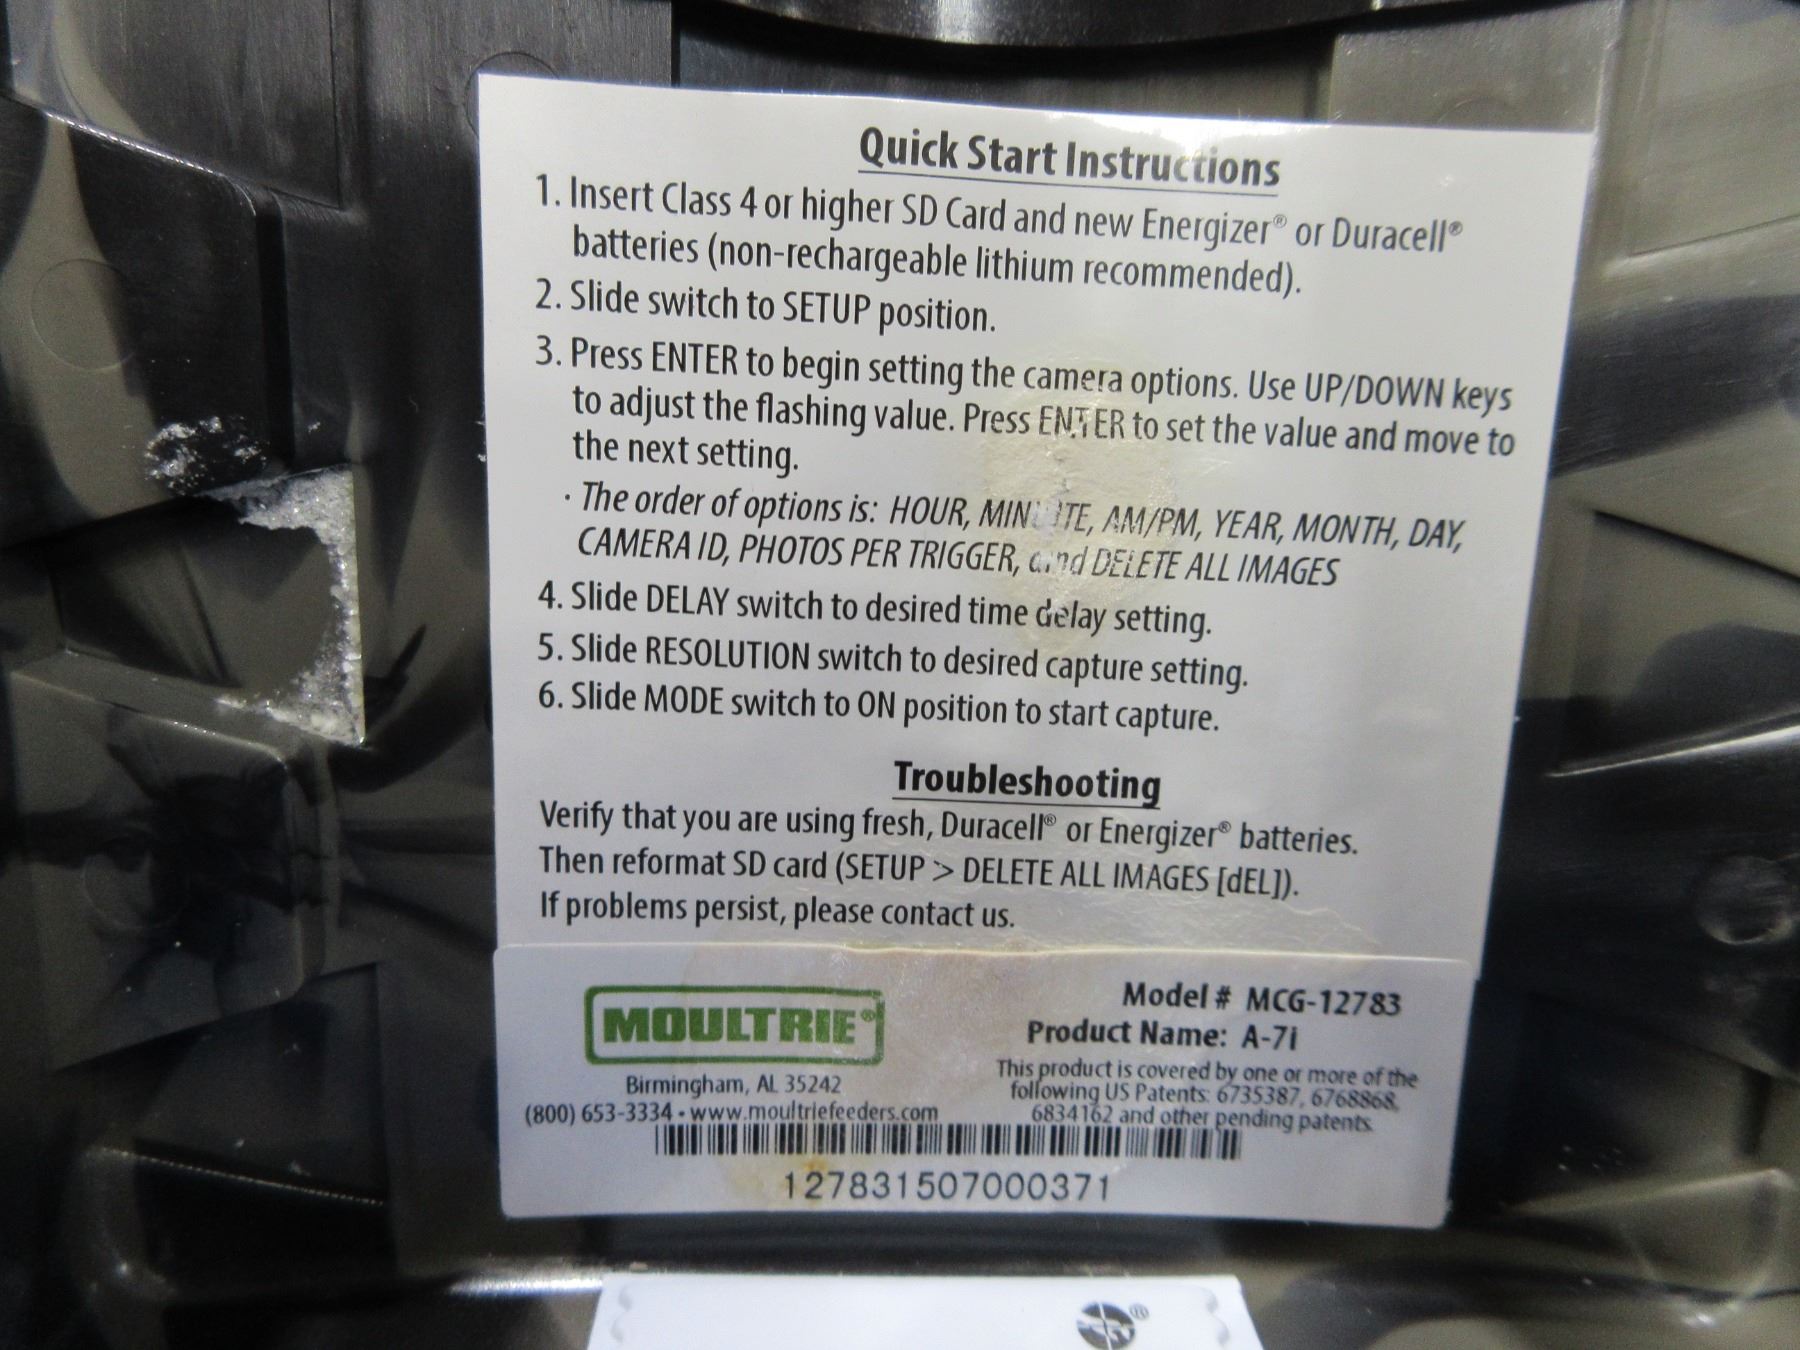 Quick Start Instructions
1. Insert Class 4 or higher SD Card and new Energizer® or Duracell®
batteries (non-rechargeable lithium recommended).
2. Slide switch to SETUP position.
3. Press ENTER to begin setting the camera options. Use UP/DOWN keys
to adjust the flashing value. Press ENTER to set the value and move to
the next setting.
· The order of options is: HOUR, MINUTE, AM/PM, YEAR, MONTH, DAY,
CAMERA ID, PHOTOS PER TRIGGER, and DELETE ALL IMAGES
4. Slide DELAY switch to desired time delay setting.
5. Slide RESOLUTION switch to desired capture setting.
6. Slide MODE switch to ON position to start capture.
Troubleshooting
Verify that you are using fresh, Duracell® or Energizer® batteries.
Then reformat SD card (SETUP > DELETE ALL IMAGES [dEL]).
If problems persist, please contact us.
MOULTRIE®
Birmingham, AL 35242
(800) 653-3334 • www.moultriefeeders.com
Model # MCG-12783
Product Name: A-7i
This product is covered by one or more of the
following US Patents: 6735387, 6768868,
6834162 and other pending patents.
127831507000371
®